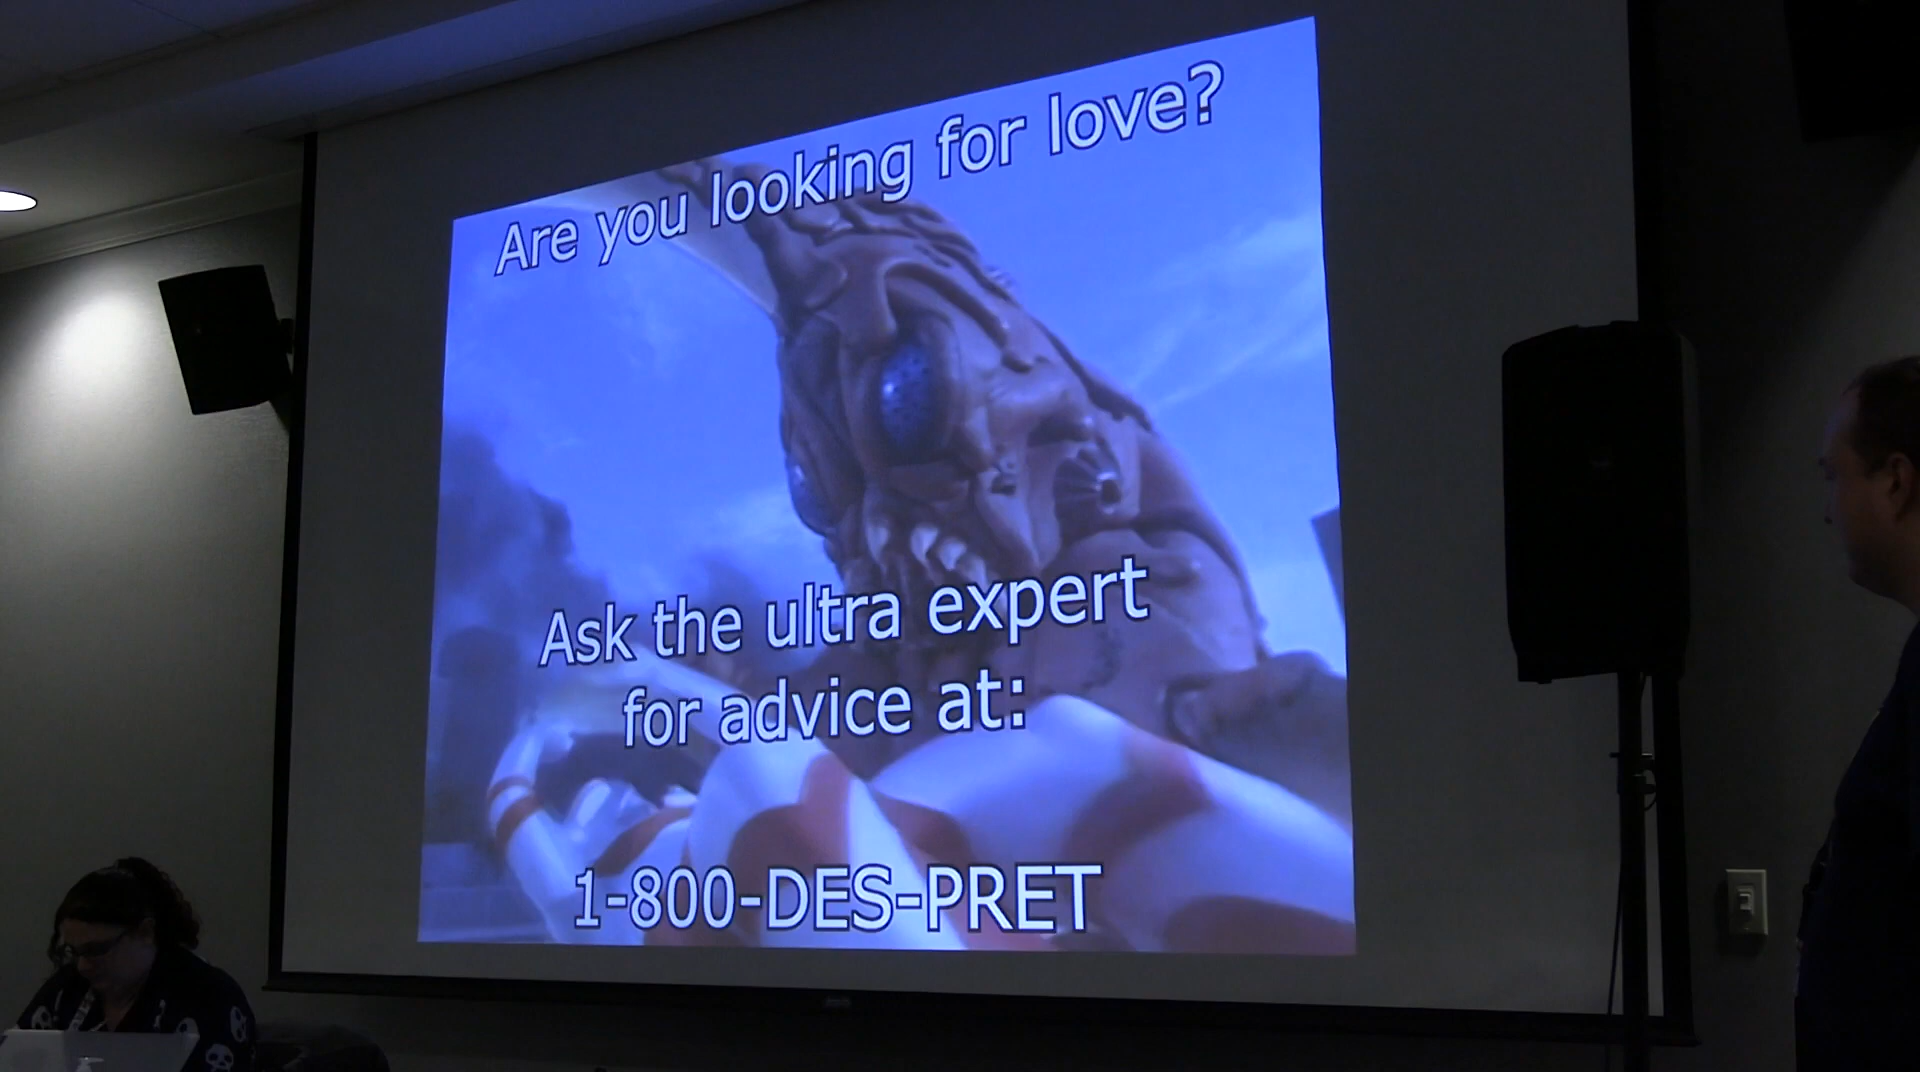 Are you looking for love?
Ask the ultra expert
for advice at:
1-800-DES-PRET